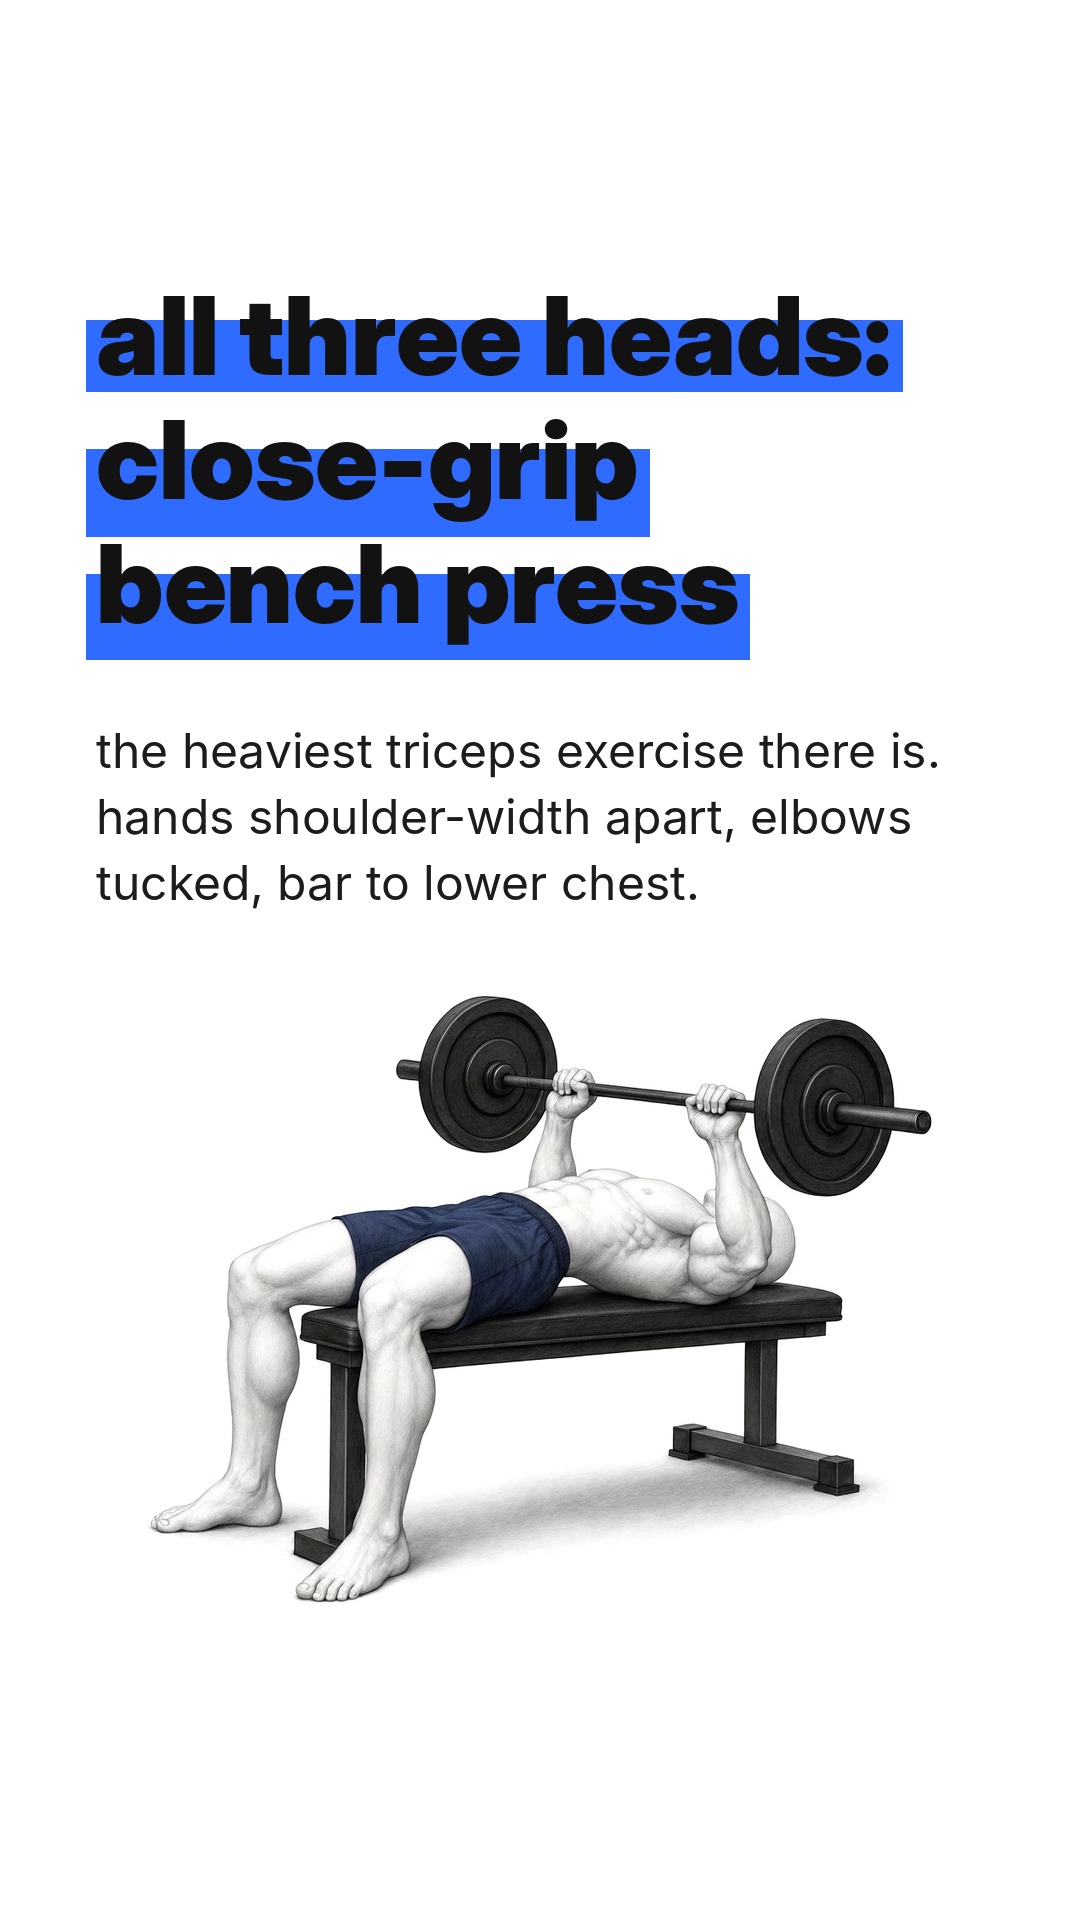 all three heads:
close-grip
bench press
the heaviest triceps exercise there is.
hands shoulder-width apart, elbows
tucked, bar to lower chest.